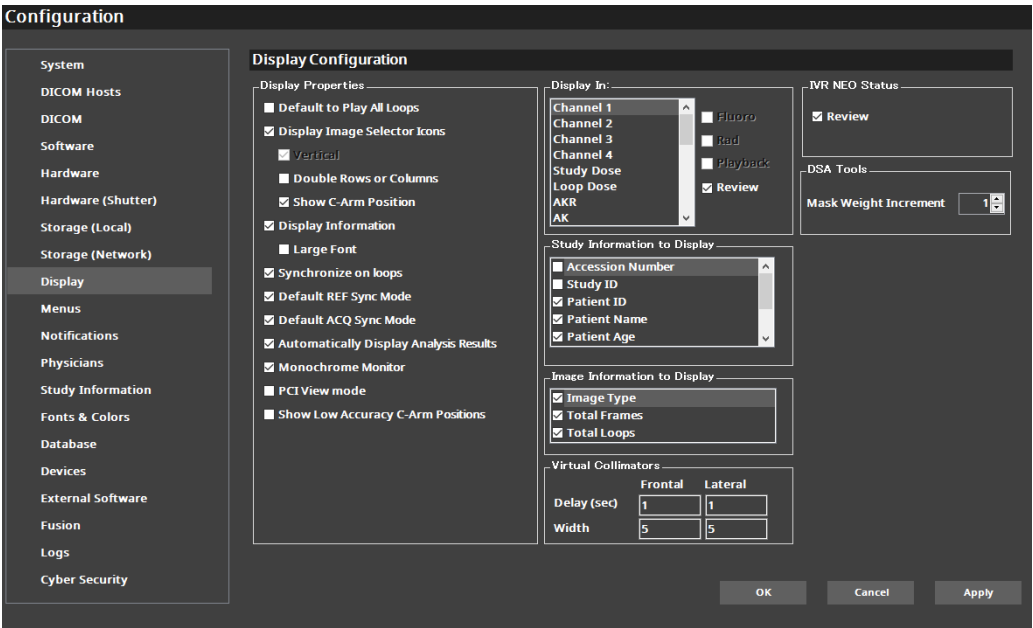 Configuration
System
DICOM Hosts
DICOM
Software
Hardware
Hardware (Shutter)
Storage (Local)
Storage (Network)
Display
Menus
Notifications
Physicians
Study Information
Fonts & Colors
Database
Devices
External Software
Fusion
Logs
Cyber Security
Display Configuration
Display Properties
Default to Play All Loops
Display Image Selector Icons
Vertical
Double Rows or Columns
Show C-Arm Position
Display Information
Large Font
Synchronize on loops
Default REF Sync Mode
Default ACQ Sync Mode
Automatically Display Analysis Results
Monochrome Monitor
PCI View mode
Show Low Accuracy C-Arm Positions
Display In:
Channel 1
Channel 2
Channel 3
Channel 4
Study Dose
Loop Dose
AKR
AK
Fluoro
Rad
Playback
Review
Study Information to Display
Accession Number
Study ID
Patient ID
Patient Name
Patient Age
Image Information to Display
Image Type
Total Frames
Total Loops
Virtual Collimators
Frontal Lateral
Delay (sec) 1 1
Width 5 5
IVR NEO Status
Review
DSA Tools
Mask Weight Increment 1
OK Cancel Apply